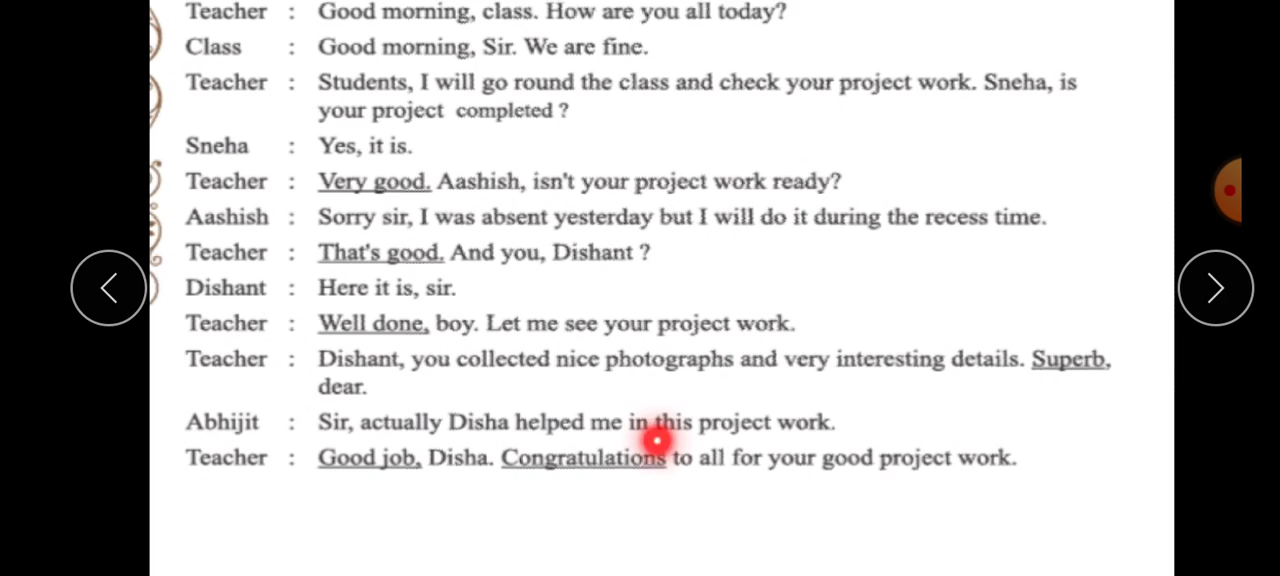 Teacher : Good morning, class. How are you all today?
Class : Good morning, Sir. We are fine.
Teacher : Students, I will go round the class and check your project work. Sneha, is
your project completed ?
Sneha : Yes, it is.
Teacher : Very good. Aashish, isn't your project work ready?
Aashish : Sorry sir, I was absent yesterday but I will do it during the recess time.
Teacher : That's good. And you, Dishant ?
Dishant : Here it is, sir.
Teacher : Well done, boy. Let me see your project work.
Teacher : Dishant, you collected nice photographs and very interesting details. Superb,
dear.
Abhijit : Sir, actually Disha helped me in this project work.
Teacher : Good job, Disha. Congratulations to all for your good project work.